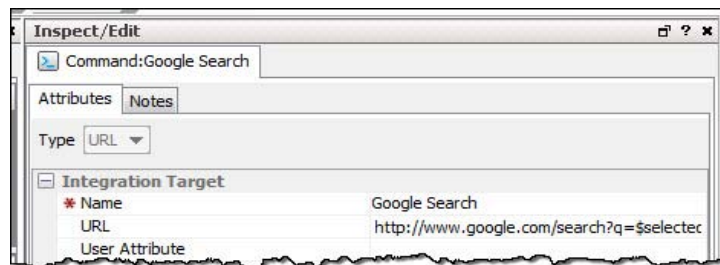 Inspect/Edit
Command:Google Search
Attributes Notes
Type URL
Integration Target
* Name Google Search
URL http://www.google.com/search?q=$selectec
User Attribute